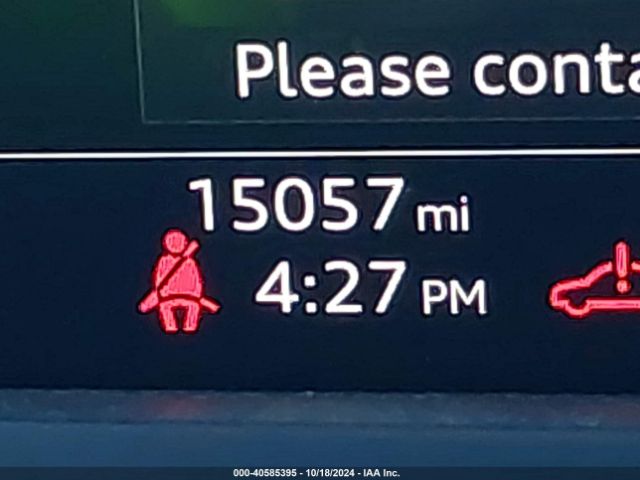 Please conta
15057 mi
4:27 PM
000-40585395 - 10/18/2024 - IAA Inc.